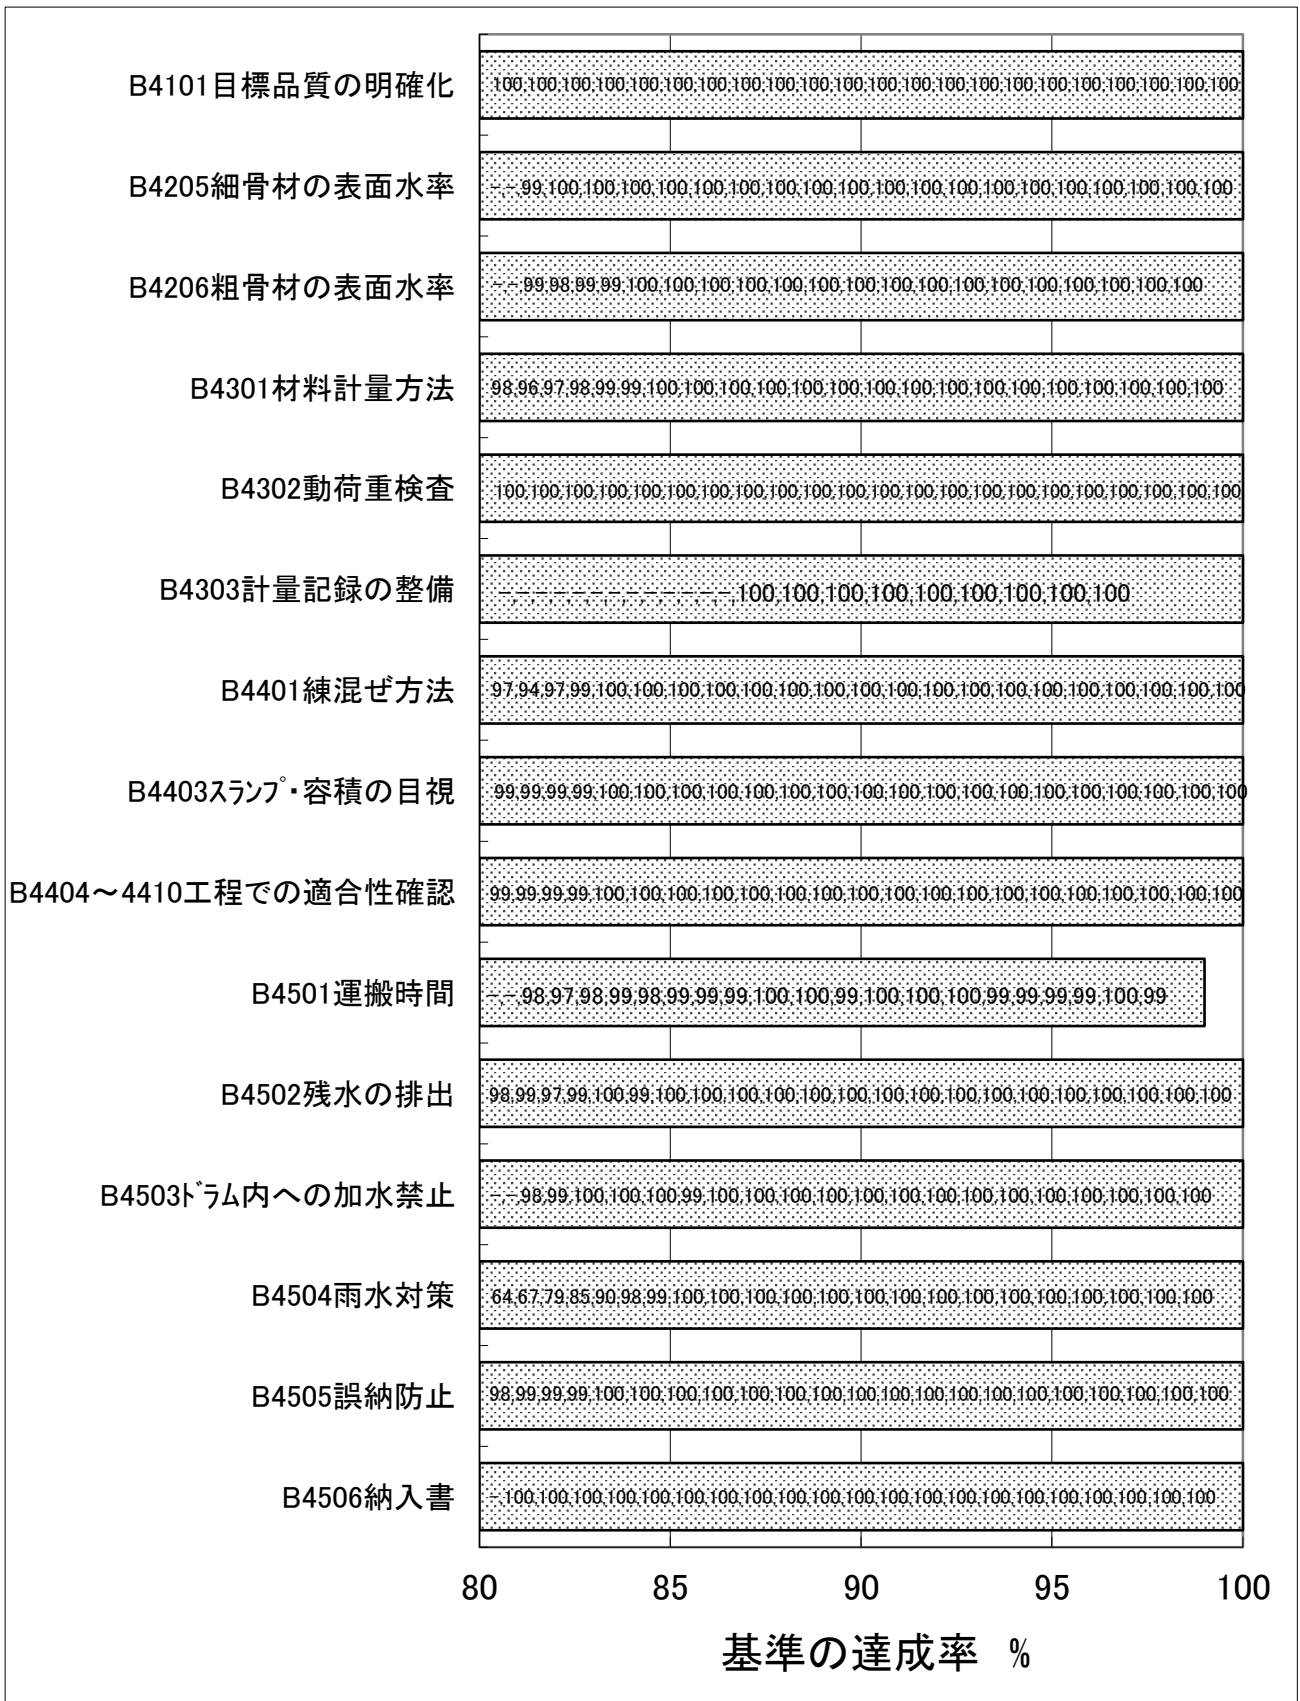 B4101目標品質の明確化 100,100,100,100,100,100,100,100,100,100,100,100,100,100,100,100,100,100,100,100,100,100
B4205細骨材の表面水率 -,-,99,100,100,100,100,100,100,100,100,100,100,100,100,100,100,100,100,100,100,100
B4206粗骨材の表面水率 -,-,99,98,99,99,100,100,100,100,100,100,100,100,100,100,100,100,100,100,100,100
B4301材料計量方法 98,96,97,98,99,99,100,100,100,100,100,100,100,100,100,100,100,100,100,100,100,100
B4302動荷重検査 100,100,100,100,100,100,100,100,100,100,100,100,100,100,100,100,100,100,100,100,100,100
B4303計量記録の整備 -,-,-,-,-,-,-,-,-,-,-,-,-,100,100,100,100,100,100,100,100,100
B4401練混ぜ方法 97,94,97,99,100,100,100,100,100,100,100,100,100,100,100,100,100,100,100,100,100,100
B4403ｽﾗﾝﾌﾟ・容積の目視 99,99,99,99,100,100,100,100,100,100,100,100,100,100,100,100,100,100,100,100,100,100
B4404～4410工程での適合性確認 99,99,99,99,100,100,100,100,100,100,100,100,100,100,100,100,100,100,100,100,100,100
B4501運搬時間 -,-,98,97,98,99,98,99,99,99,100,100,99,100,100,100,99,99,99,99,100,99
B4502残水の排出 98,99,97,99,100,99,100,100,100,100,100,100,100,100,100,100,100,100,100,100,100,100
B4503ﾄﾞﾗﾑ内への加水禁止 -,-,98,99,100,100,100,99,100,100,100,100,100,100,100,100,100,100,100,100,100,100
B4504雨水対策 64,67,79,85,90,98,99,100,100,100,100,100,100,100,100,100,100,100,100,100,100,100
B4505誤納防止 98,99,99,99,100,100,100,100,100,100,100,100,100,100,100,100,100,100,100,100,100,100
B4506納入書 -,100,100,100,100,100,100,100,100,100,100,100,100,100,100,100,100,100,100,100,100,100
80 85 90 95 100
基準の達成率 %